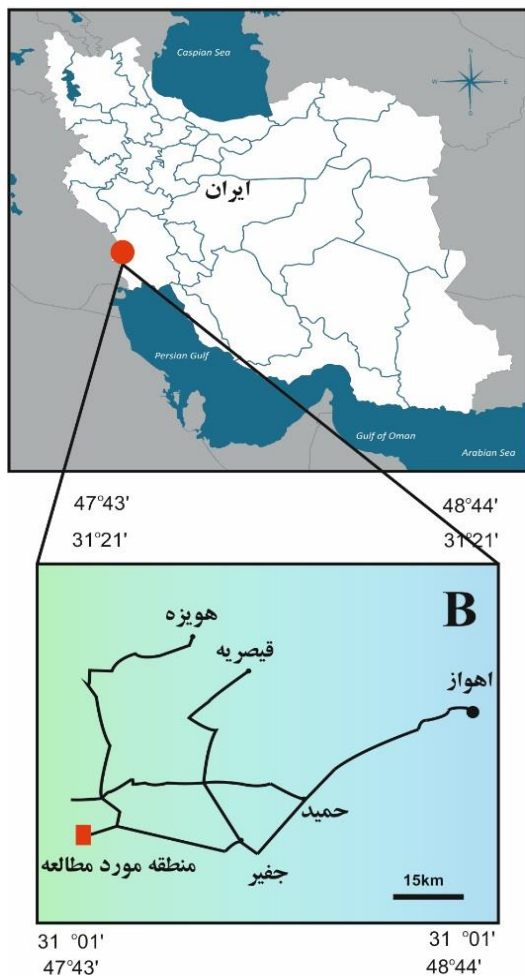 Caspian Sea
N
W
E
S
ایران
Persian Gulf
Gulf of Oman
Arabian Sea
47°43' 48°44'
31°21' 31°21'
B
هویزه
قیصریه
اهواز
حمید
منطقه مورد مطالعه
جفیر
15km
31 °01' 31 °01'
47°43' 48°44'